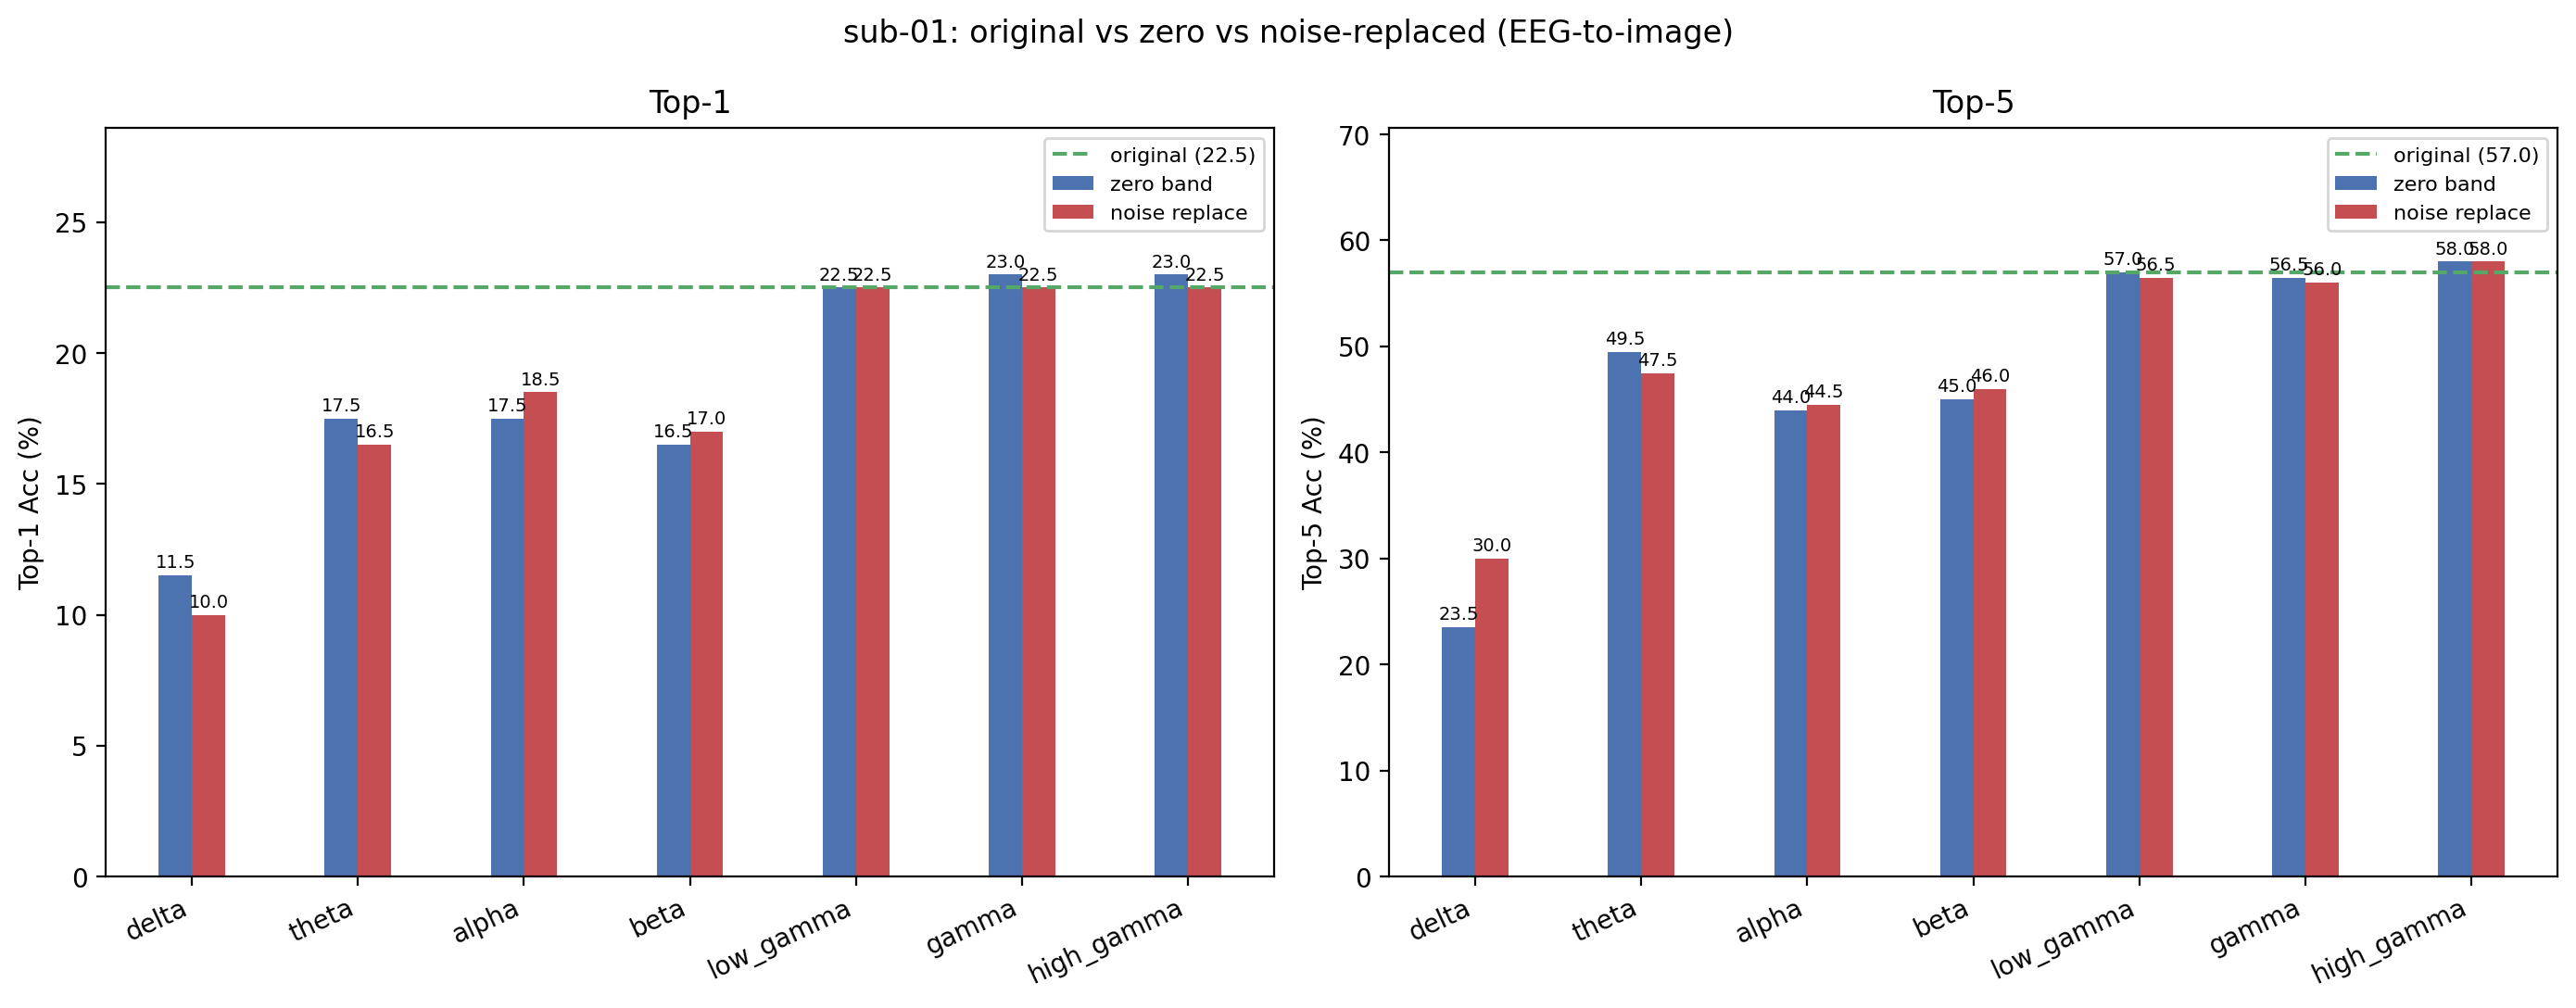 sub-01: original vs zero vs noise-replaced (EEG-to-image)
Top-1
original (22.5)
zero band
noise replace
Top-1 Acc (%)
25
20
15
10
5
0
11.5
10.0
17.5
16.5
17.5
18.5
16.5
17.0
22.5
22.5
23.0
22.5
23.0
22.5
delta
theta
alpha
beta
low_gamma
gamma
high_gamma
Top-5
original (57.0)
zero band
noise replace
Top-5 Acc (%)
70
60
50
40
30
20
10
0
23.5
30.0
49.5
47.5
44.0
44.5
45.0
46.0
57.0
56.5
56.5
56.0
58.0
58.0
delta
theta
alpha
beta
low_gamma
gamma
high_gamma